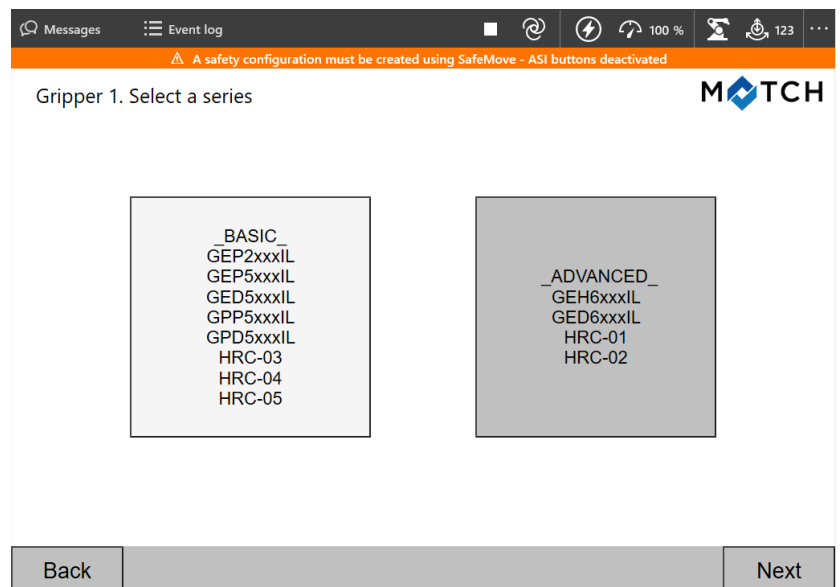 Messages
Event log
100 %
123
A safety configuration must be created using SafeMove - ASI buttons deactivated
Gripper 1. Select a series
MATCH
_BASIC_
GEP2xxxIL
GEP5xxxIL
GED5xxxIL
GPP5xxxIL
GPD5xxxIL
HRC-03
HRC-04
HRC-05
_ADVANCED_
GEH6xxxIL
GED6xxxIL
HRC-01
HRC-02
Back
Next